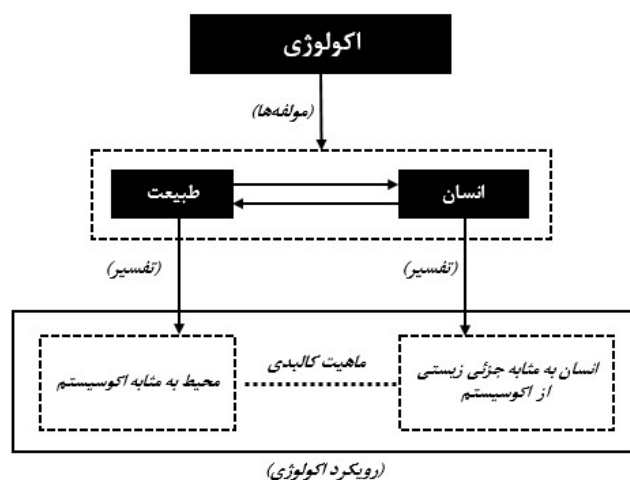 اکولوژی
(مولفه‌ها)
انسان
طبیعت
(تفسیر)
(تفسیر)
انسان به مثابه جزئی زیستی
از اکوسیستم
ماهیت کالبدی
محیط به مثابه اکوسیستم
(رویکرد اکولوژی)